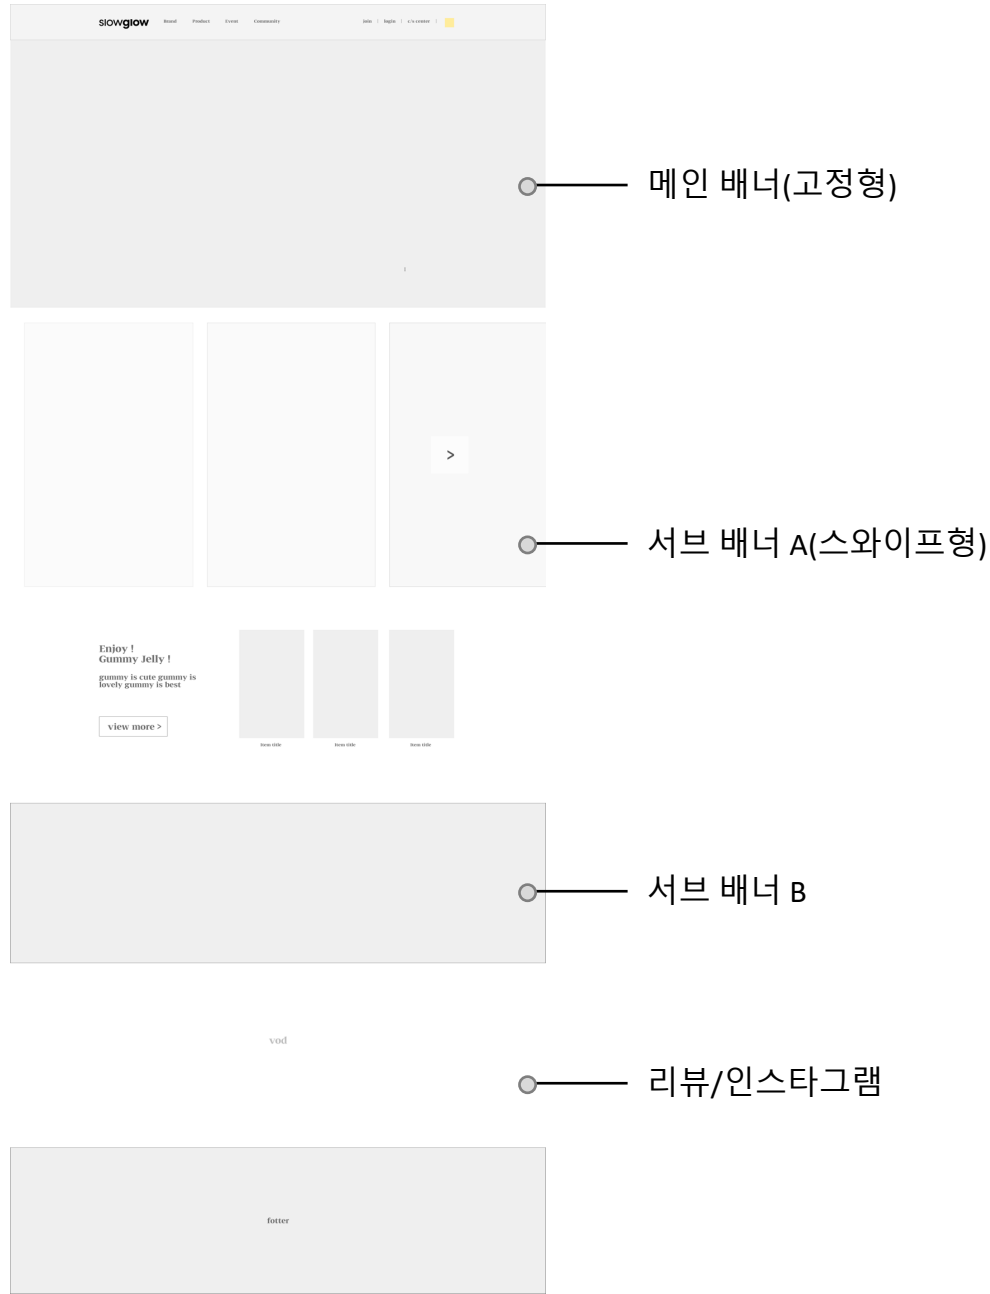 slowglow Brand Product Event Community join | login | c/s center |
메인 배너(고정형)
>
서브 배너 A(스와이프형)
Enjoy !
Gummy Jelly !
gummy is cute gummy is
lovely gummy is best
view more >
item title item title item title
서브 배너 B
vod
리뷰/인스타그램
fotter